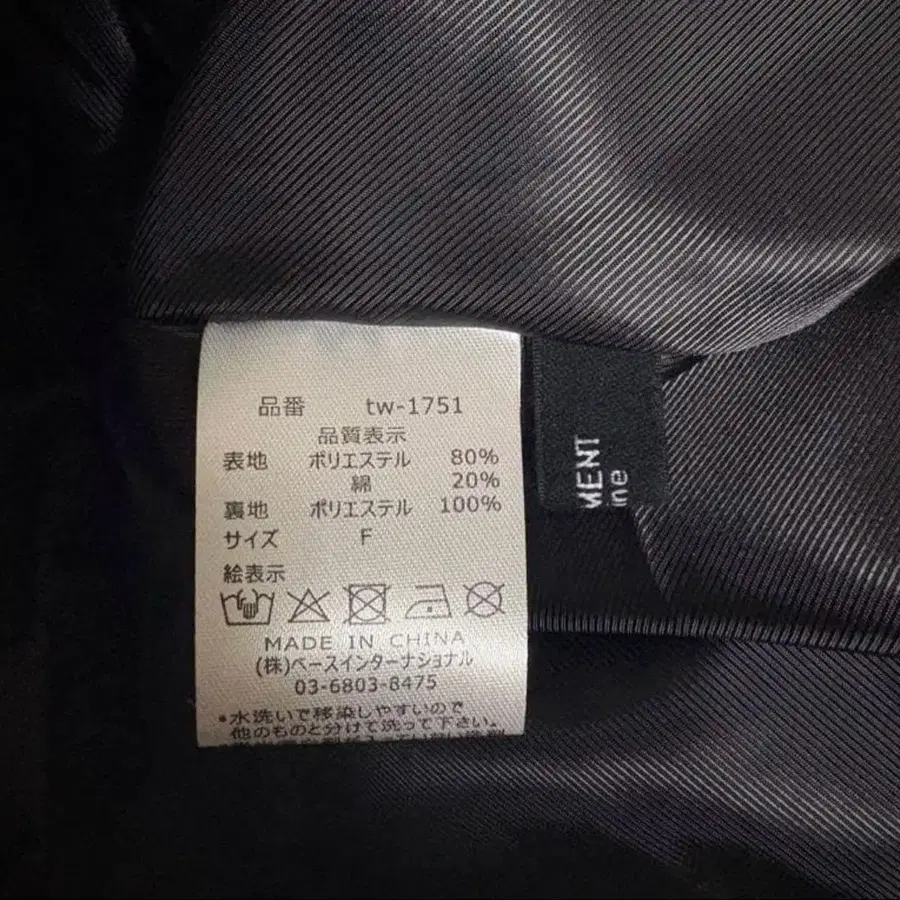 品番 tw-1751
品質表示
表地 ポリエステル 80%
綿 20%
裏地 ポリエステル 100%
サイズ F
絵表示
MADE IN CHINA
(株)ベースインターナショナル
03-6803-8475
*水洗いで移染しやすいので
他のものと分けて洗って下さい。
MENT
ine